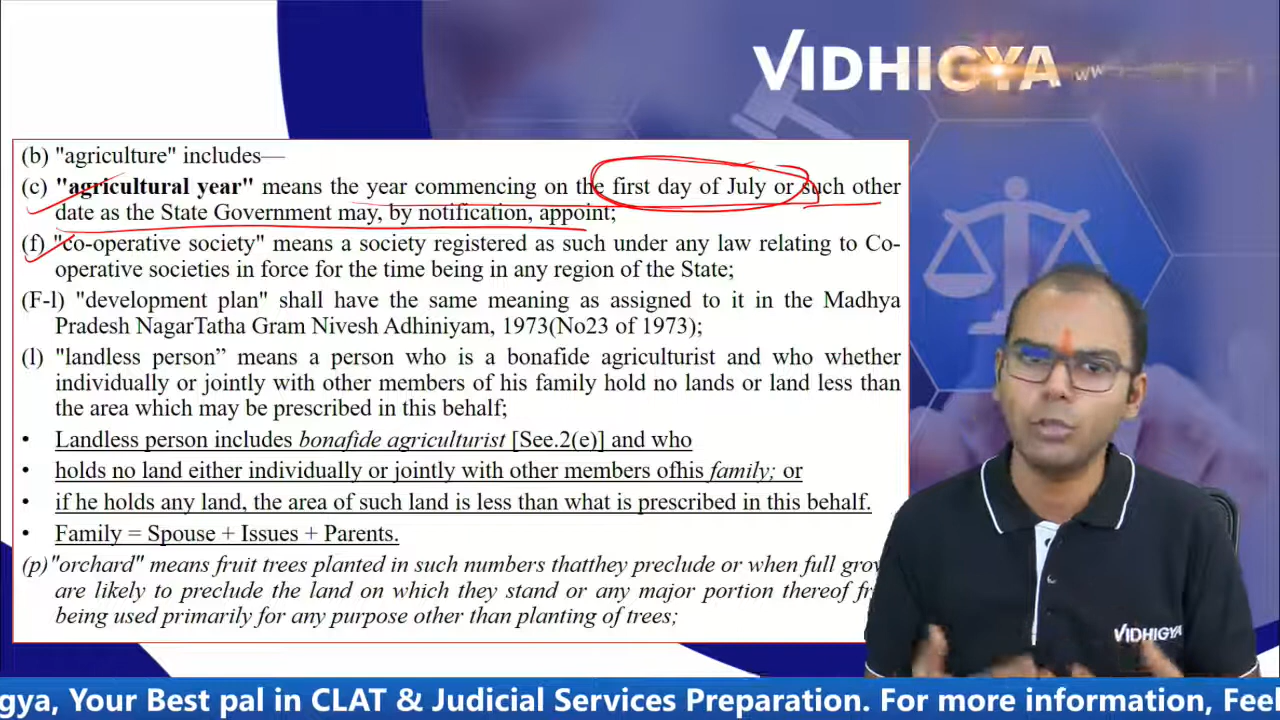 VIDHIGYA
(b) "agriculture" includes—
(c) "agricultural year" means the year commencing on the first day of July or such other
date as the State Government may, by notification, appoint;
(f) "co-operative society" means a society registered as such under any law relating to Co-
operative societies in force for the time being in any region of the State;
(F-l) "development plan" shall have the same meaning as assigned to it in the Madhya
Pradesh NagarTatha Gram Nivesh Adhiniyam, 1973(No23 of 1973);
(l) "landless person” means a person who is a bonafide agriculturist and who whether
individually or jointly with other members of his family hold no lands or land less than
the area which may be prescribed in this behalf;
• Landless person includes bonafide agriculturist [See.2(e)] and who
• holds no land either individually or jointly with other members ofhis family; or
• if he holds any land, the area of such land is less than what is prescribed in this behalf.
• Family = Spouse + Issues + Parents.
(p)"orchard" means fruit trees planted in such numbers thatthey preclude or when full
are likely to preclude the land on which they stand or any major portion thereof
being used primarily for any purpose other than planting of trees;
VIDHIGYA
gya, Your Best pal in CLAT & Judicial Services Preparation. For more information, Feel